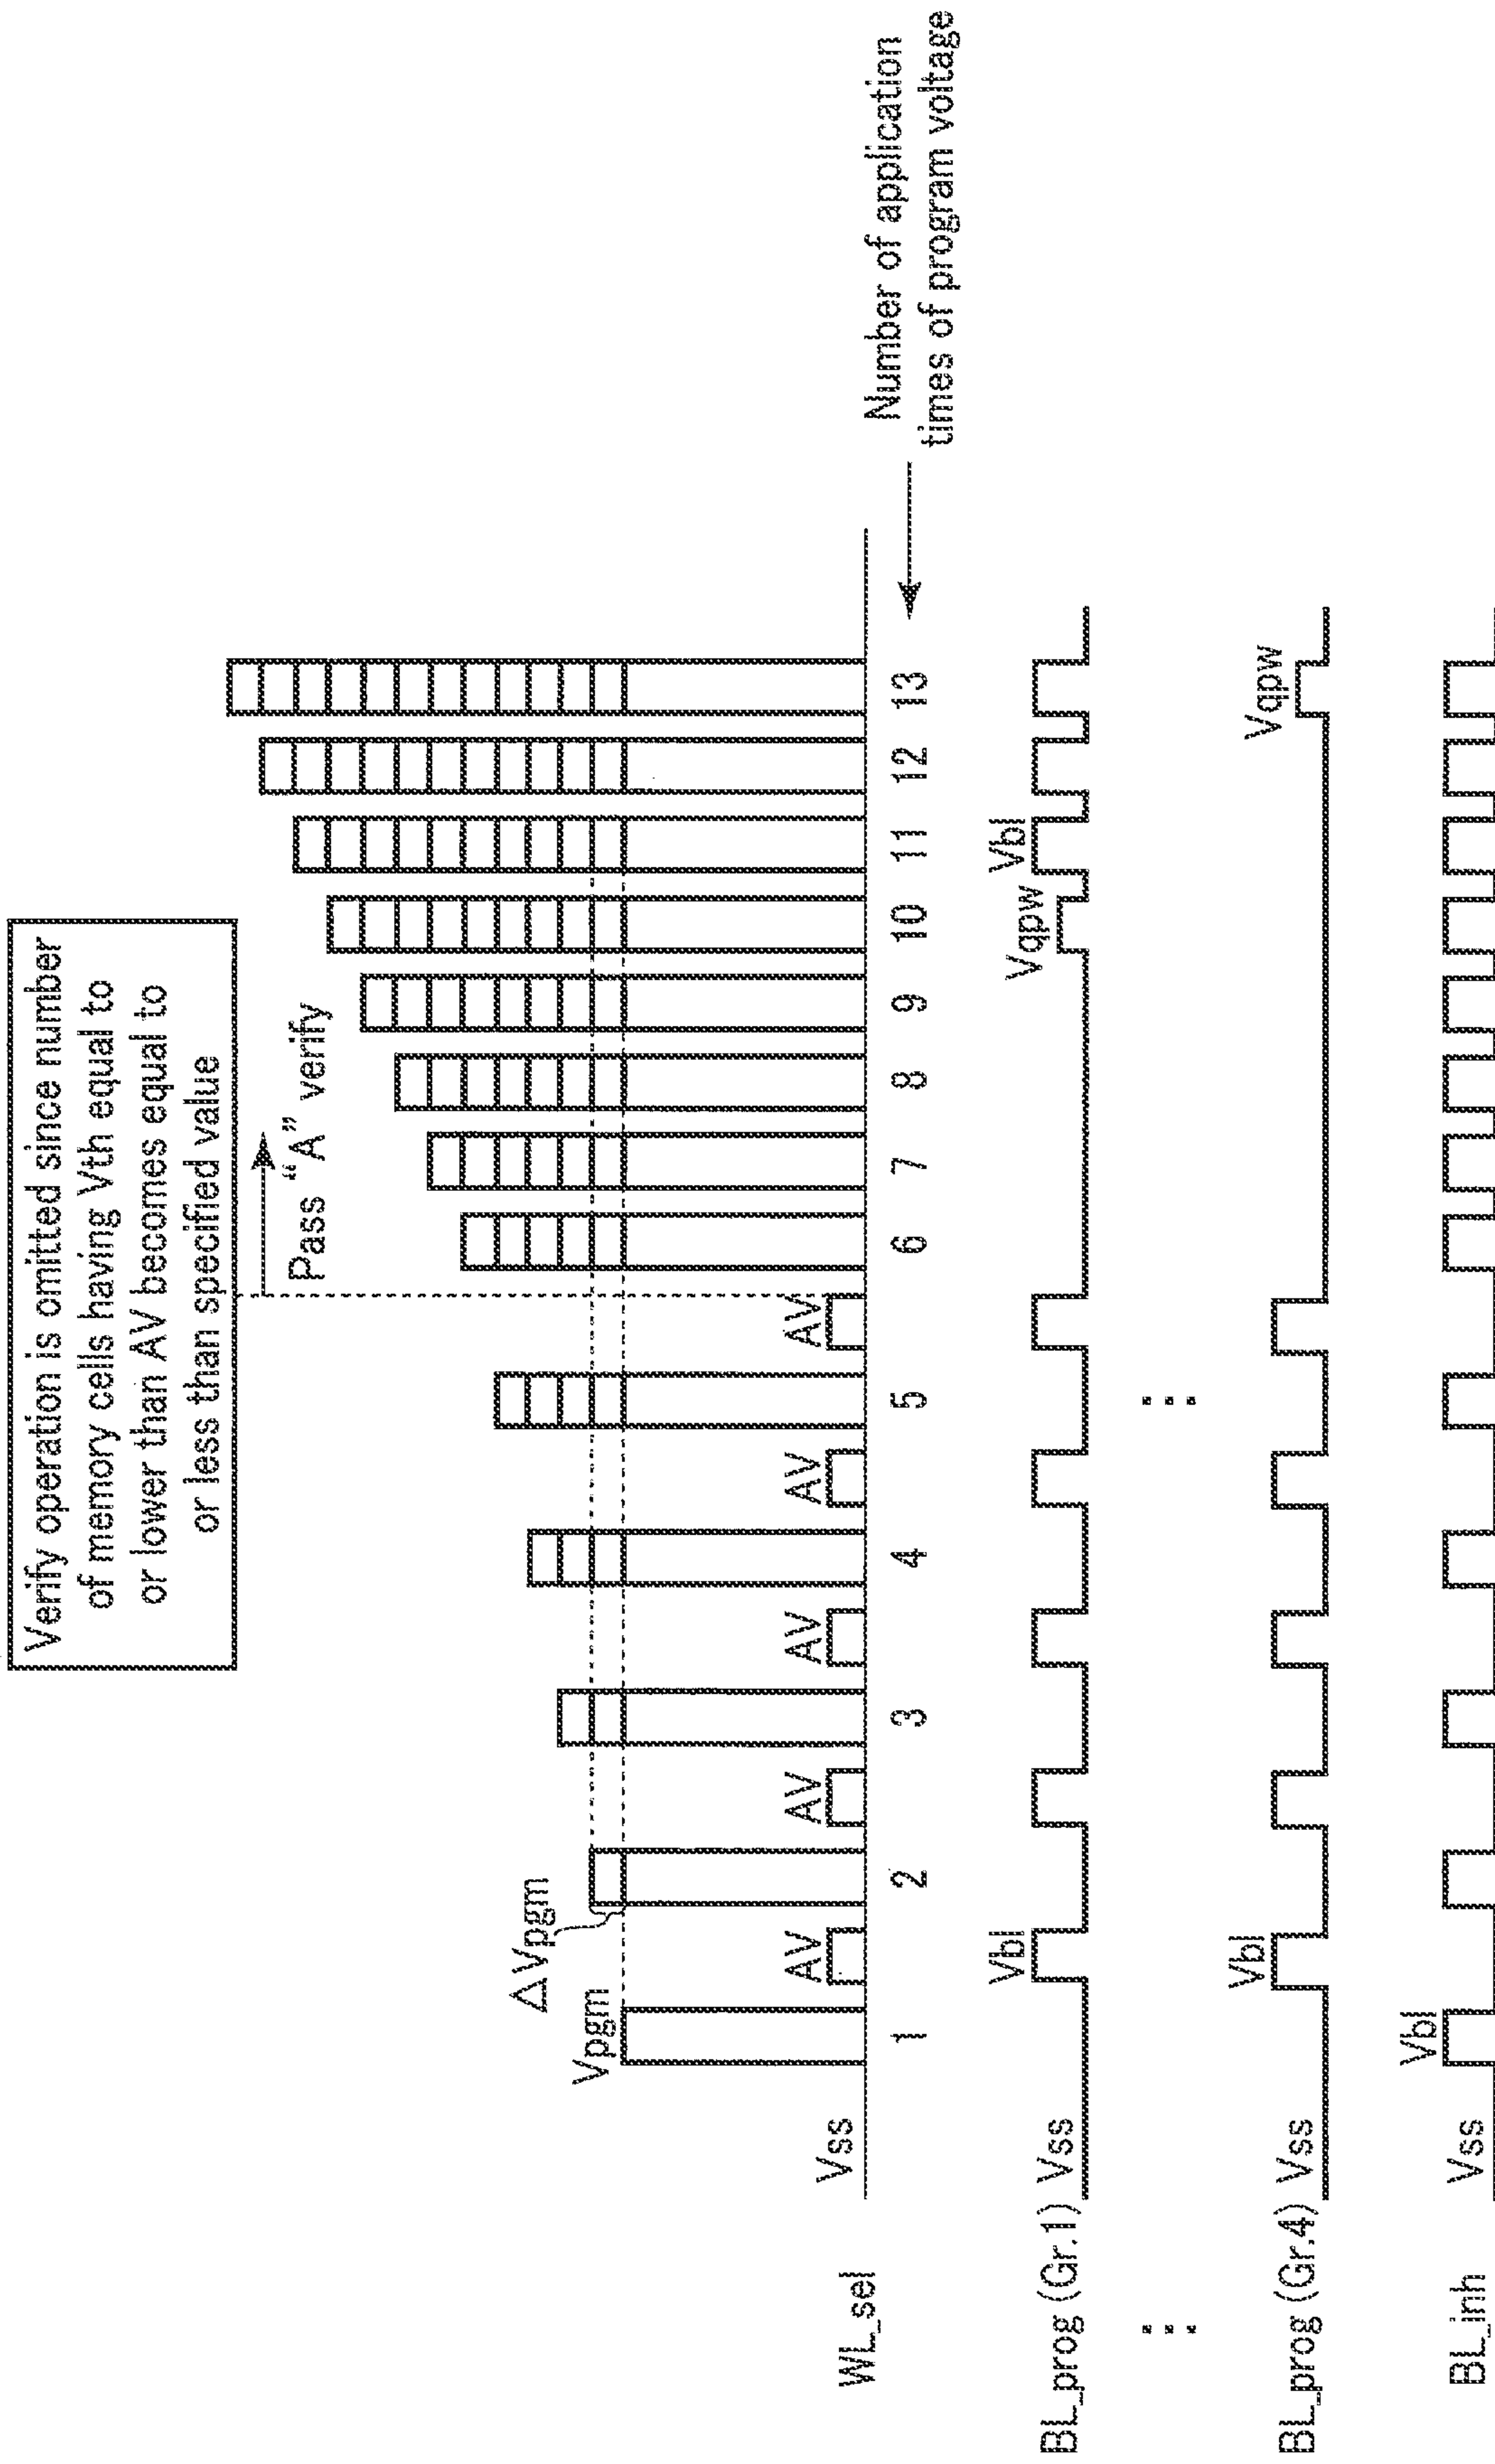 Verify operation is omitted since number
of memory cells having Vth equal to
or lower than AV becomes equal to
or less than specified value
Pass “A” verify
ΔVpgm
Vpgm
AV
AV
AV
AV
AV
WL_sel
Vss
1
2
3
4
5
6
7
8
9
10
11
12
13
Number of application
times of program voltage
BL_prog (Gr.1)
Vss
Vbl
Vqpw
Vbl
BL_prog (Gr.4)
Vss
Vbl
Vqpw
BL_inh
Vss
Vbl